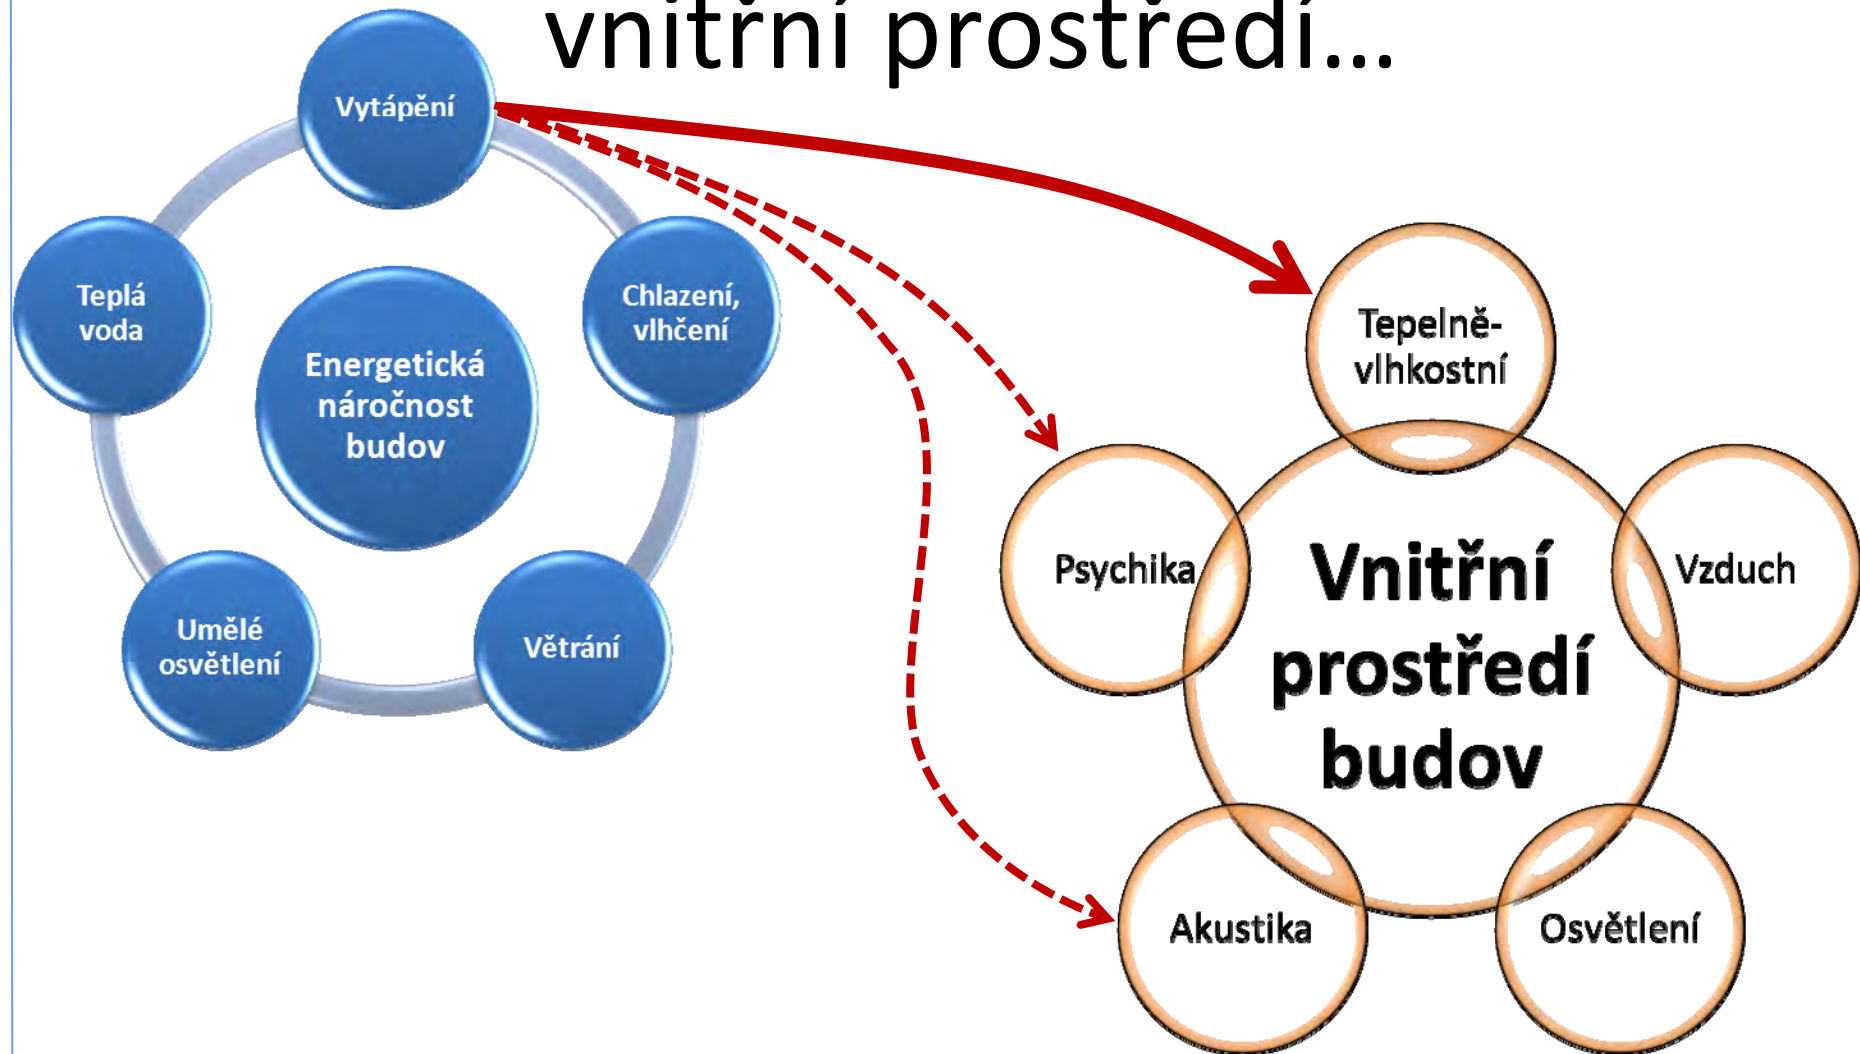 vnitřní prostředí...
Vytápění
Teplá
voda
Chlazení,
vlhčení
Energetická
náročnost
budov
Umělé
osvětlení
Větrání
Tepelně-
vlhkostní
Psychika
Vzduch
Vnitřní
prostředí
budov
Akustika
Osvětlení